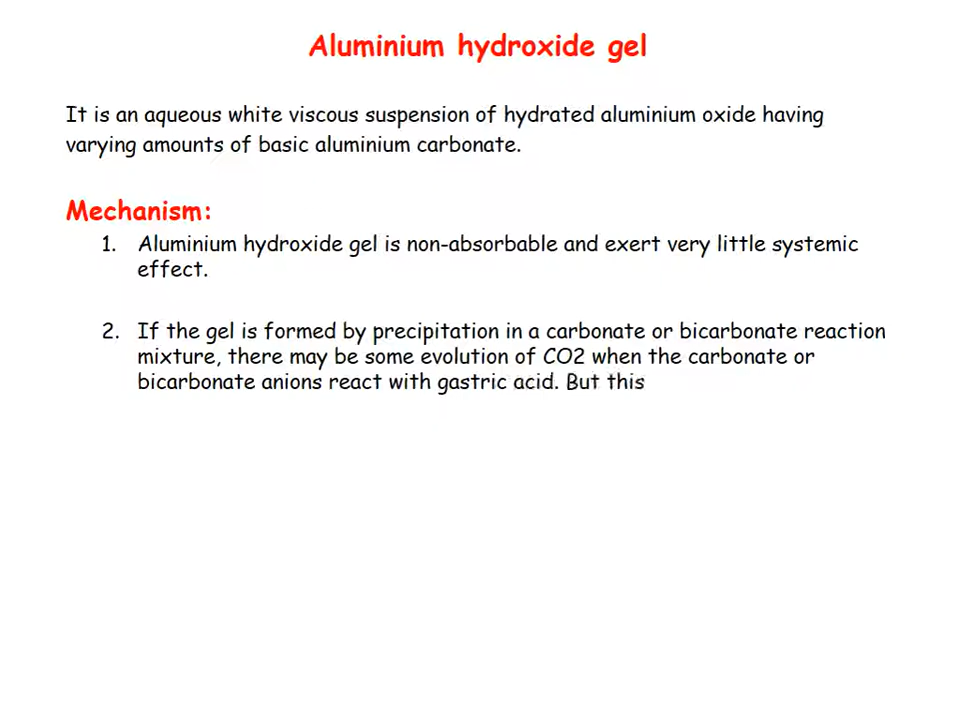 Aluminium hydroxide gel
It is an aqueous white viscous suspension of hydrated aluminium oxide having
varying amounts of basic aluminium carbonate.
Mechanism:
1. Aluminium hydroxide gel is non-absorbable and exert very little systemic
effect.
2. If the gel is formed by precipitation in a carbonate or bicarbonate reaction
mixture, there may be some evolution of CO2 when the carbonate or
bicarbonate anions react with gastric acid. But this